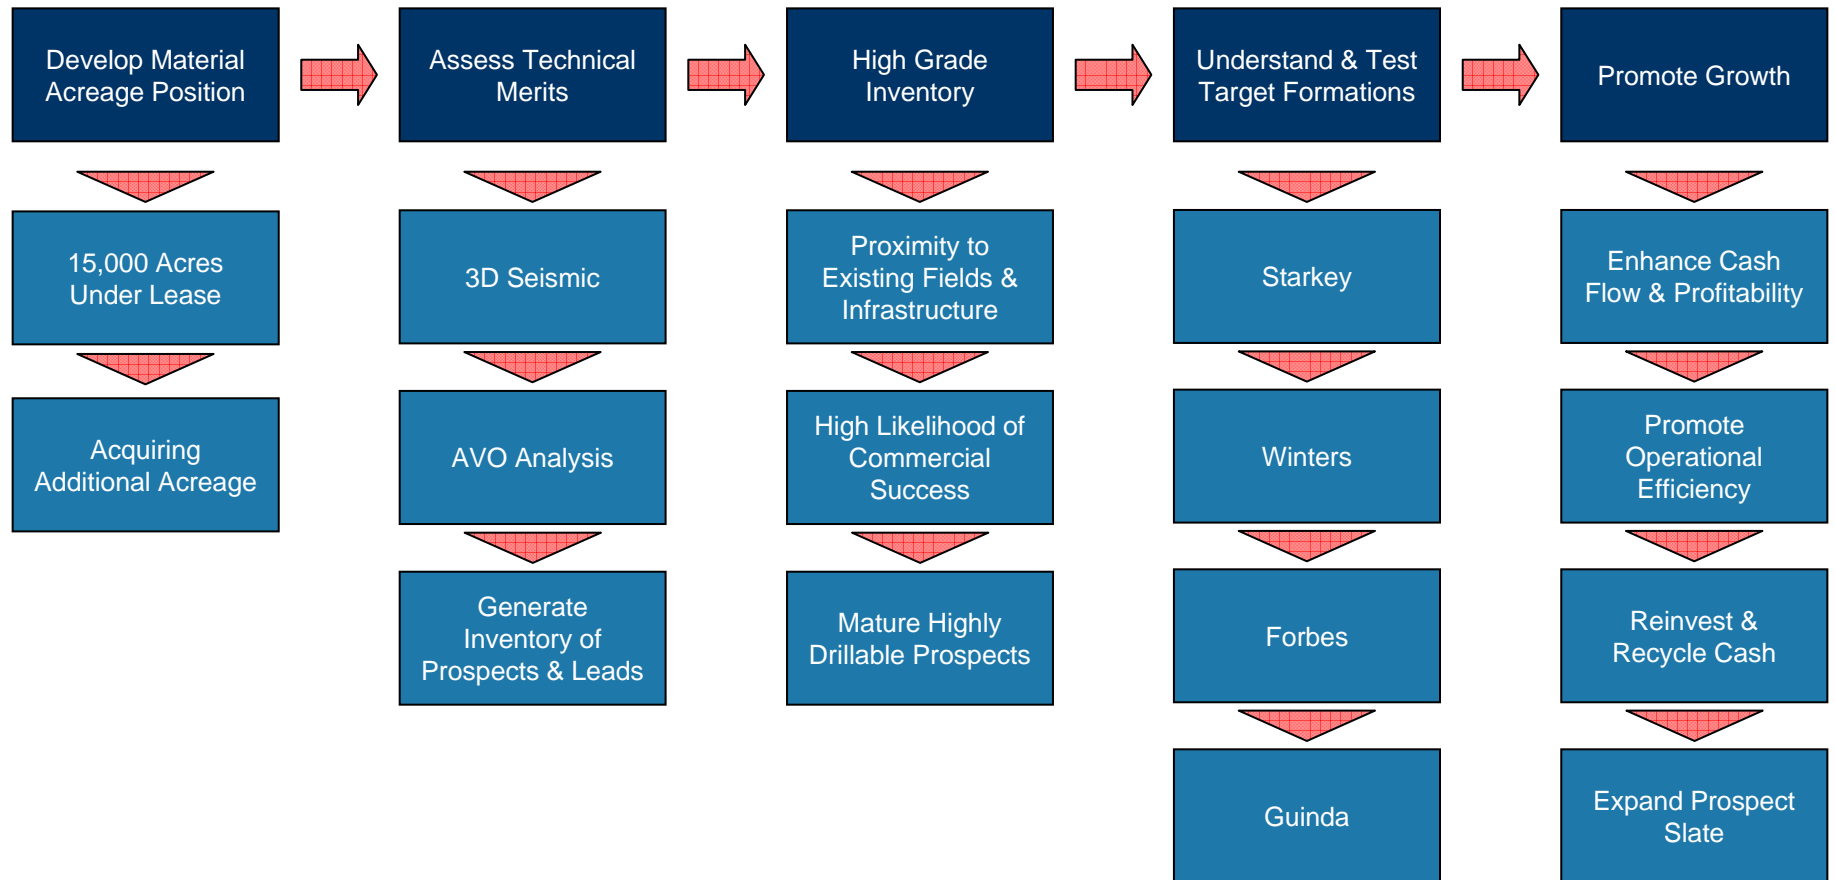 Develop Material
Acreage Position
Assess Technical
Merits
High Grade
Inventory
Understand & Test
Target Formations
Promote Growth
15,000 Acres
Under Lease
Acquiring
Additional Acreage
3D Seismic
AVO Analysis
Generate
Inventory of
Prospects & Leads
Proximity to
Existing Fields &
Infrastructure
High Likelihood of
Commercial
Success
Mature Highly
Drillable Prospects
Starkey
Winters
Forbes
Guinda
Enhance Cash
Flow & Profitability
Promote
Operational
Efficiency
Reinvest &
Recycle Cash
Expand Prospect
Slate